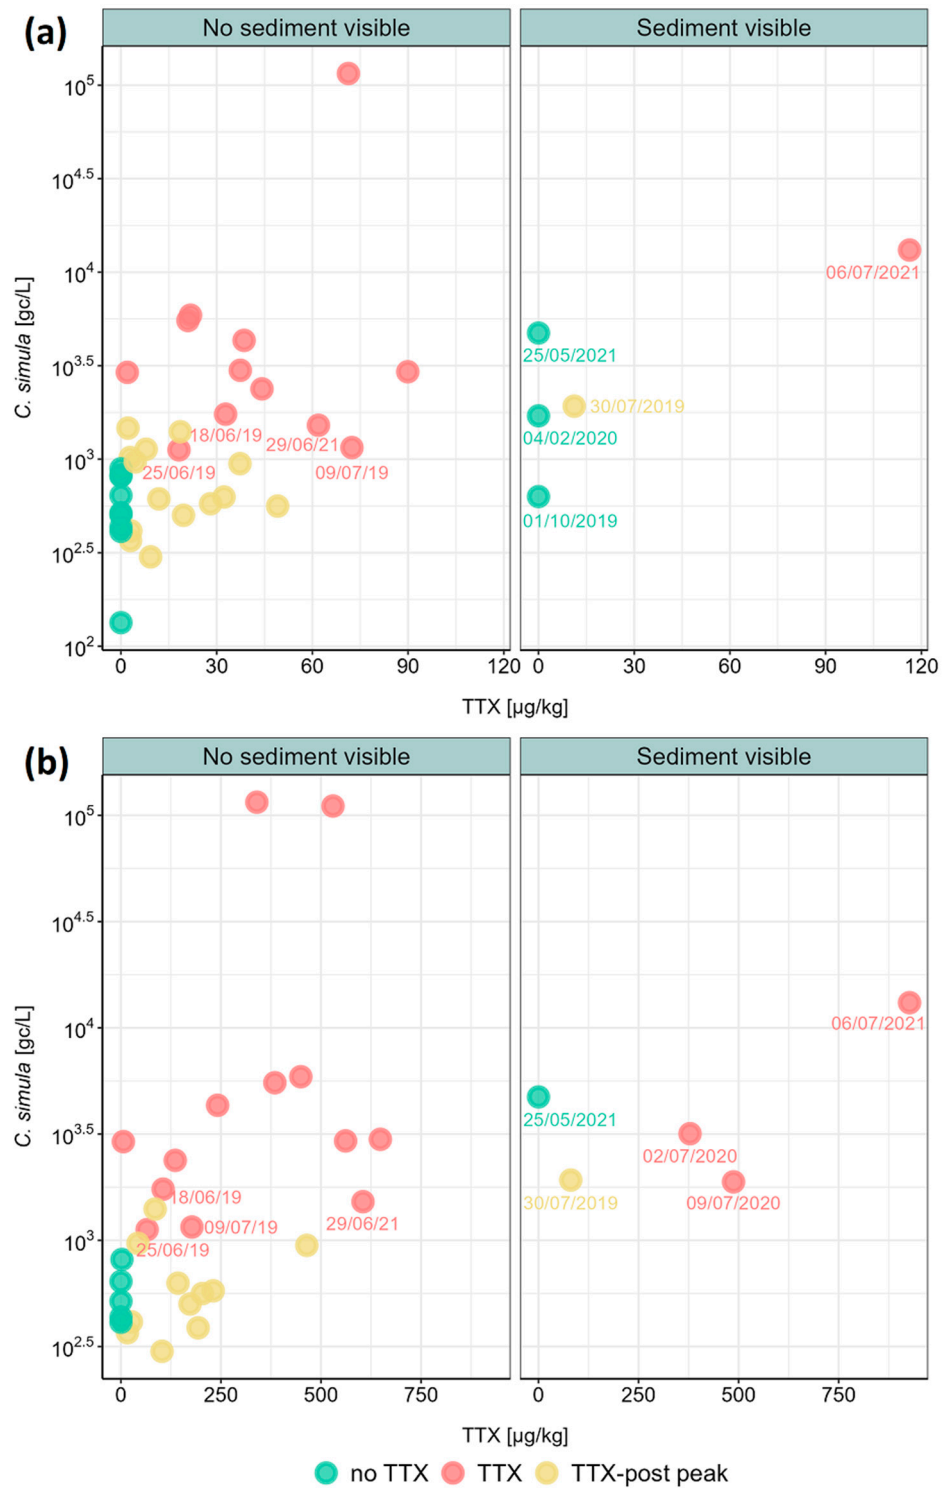 (a)
No sediment visible
Sediment visible
C. simula [gc/L]
10^5
10^4.5
10^4
10^3.5
10^3
10^2.5
10^2
18/06/19
29/06/21
25/06/19
09/07/19
06/07/2021
25/05/2021
30/07/2019
04/02/2020
01/10/2019
0 30 60 90 120 0 30 60 90 120
TTX [µg/kg]
(b)
No sediment visible
Sediment visible
C. simula [gc/L]
10^5
10^4.5
10^4
10^3.5
10^3
10^2.5
18/06/19
09/07/19
29/06/21
25/06/19
06/07/2021
25/05/2021
02/07/2020
30/07/2019
09/07/2020
0 250 500 750 0 250 500 750
TTX [µg/kg]
no TTX TTX TTX-post peak